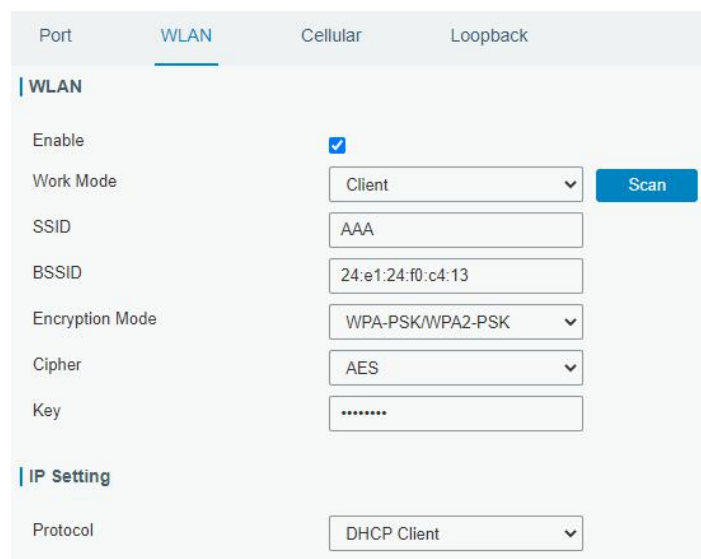 Port WLAN Cellular Loopback
WLAN
Enable
Work Mode Client Scan
SSID AAA
BSSID 24:e1:24:f0:c4:13
Encryption Mode WPA-PSK/WPA2-PSK
Cipher AES
Key ••••••••
IP Setting
Protocol DHCP Client